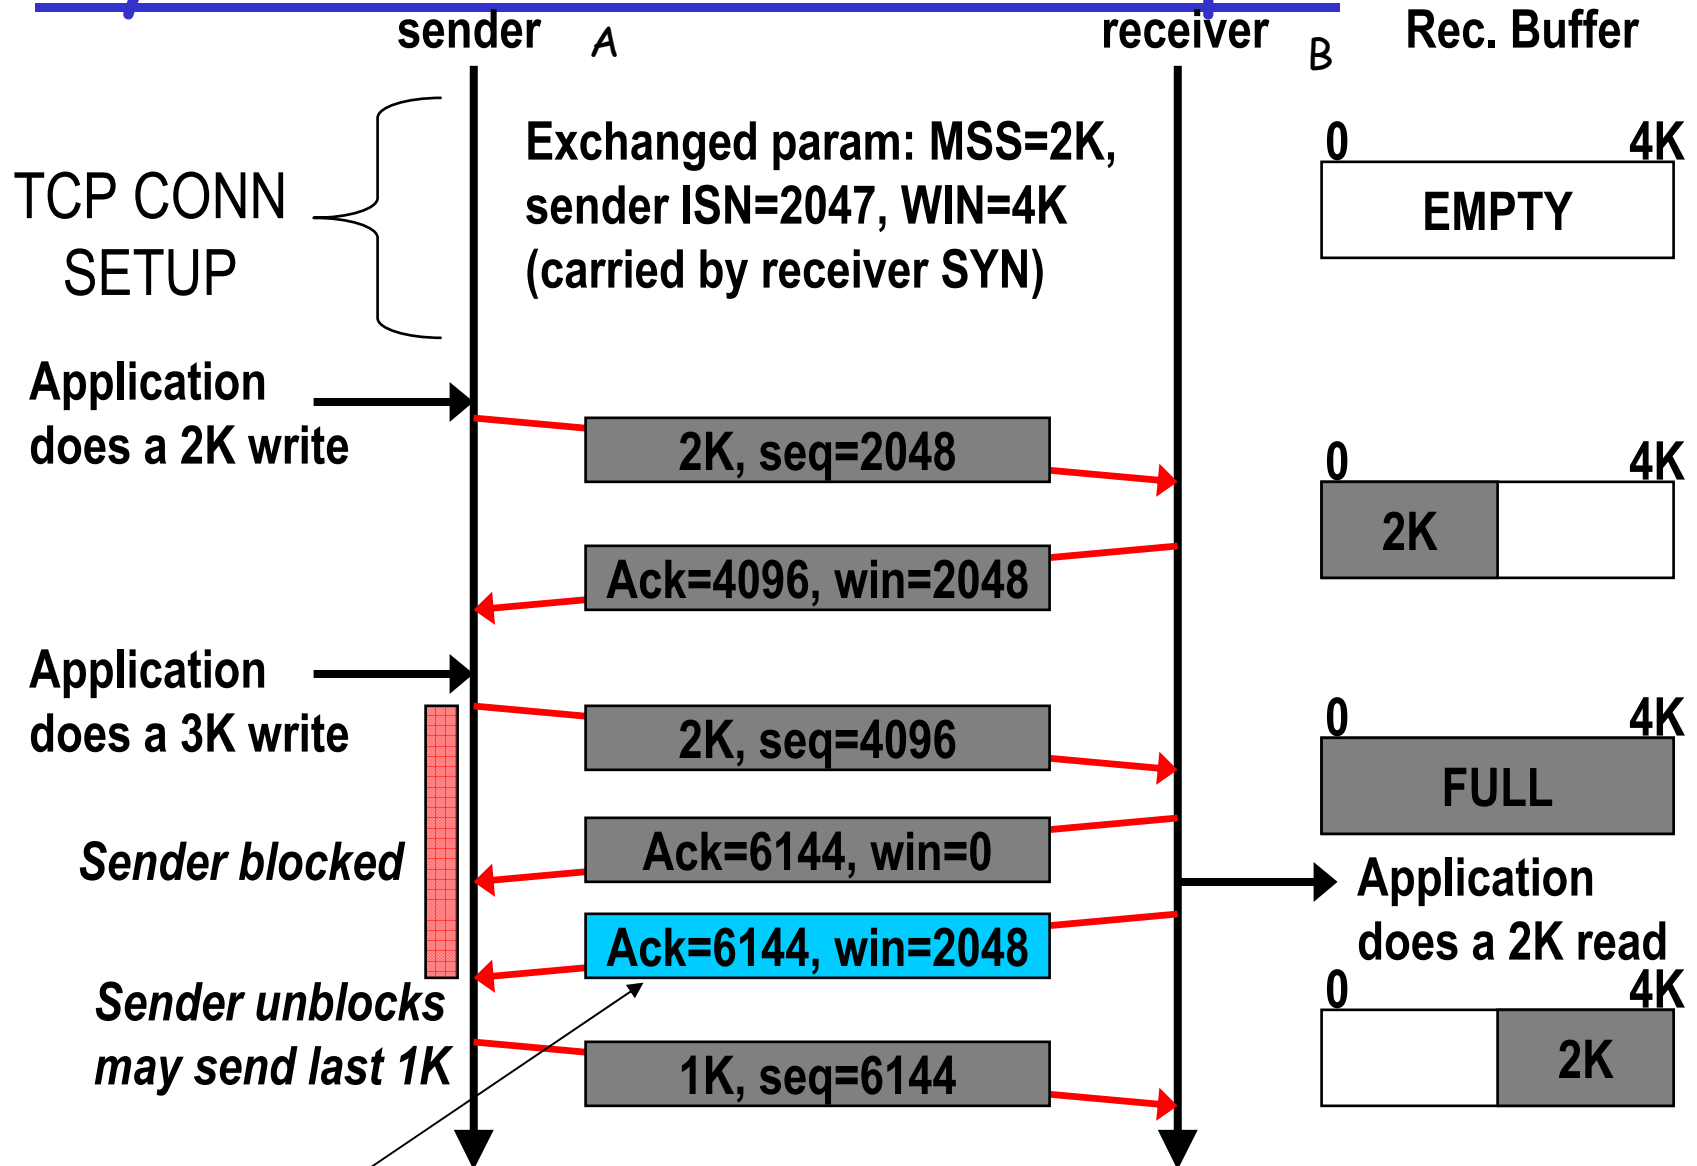 sender A receiver B Rec. Buffer
TCP CONN
SETUP
Exchanged param: MSS=2K,
sender ISN=2047, WIN=4K
(carried by receiver SYN)
0 4K
EMPTY
Application
does a 2K write
2K, seq=2048
0 4K
2K
Ack=4096, win=2048
Application
does a 3K write
2K, seq=4096
0 4K
FULL
Sender blocked
Ack=6144, win=0
Application
does a 2K read
Ack=6144, win=2048
Sender unblocks
may send last 1K
0 4K
2K
1K, seq=6144